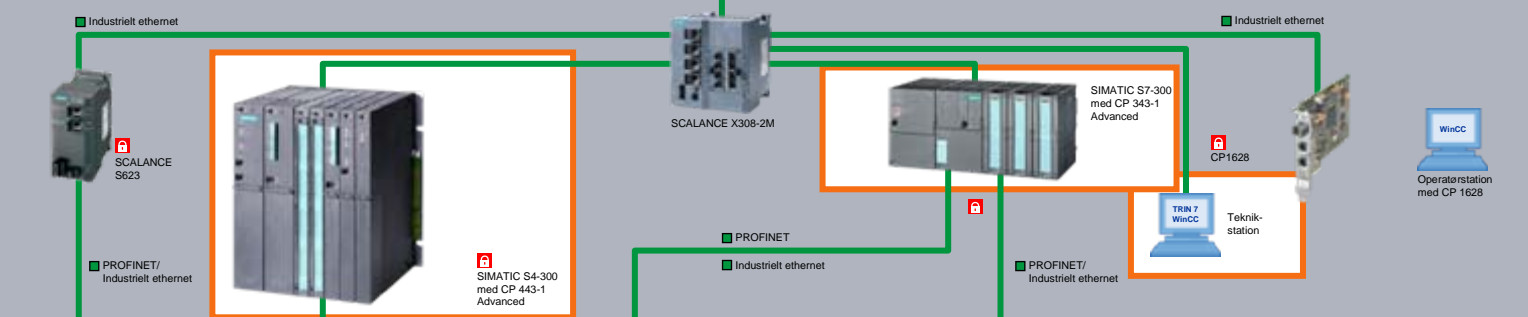 Industrielt ethernet
Industrielt ethernet
SCALANCE X308-2M
SIMATIC S7-300
med CP 343-1
Advanced
SCALANCE
S623
CP1628
WinCC
Operatørstation
med CP 1628
TRIN 7
WinCC
Teknik-
station
PROFINET
Industrielt ethernet
PROFINET/
Industrielt ethernet
SIMATIC S4-300
med CP 443-1
Advanced
PROFINET/
Industrielt ethernet